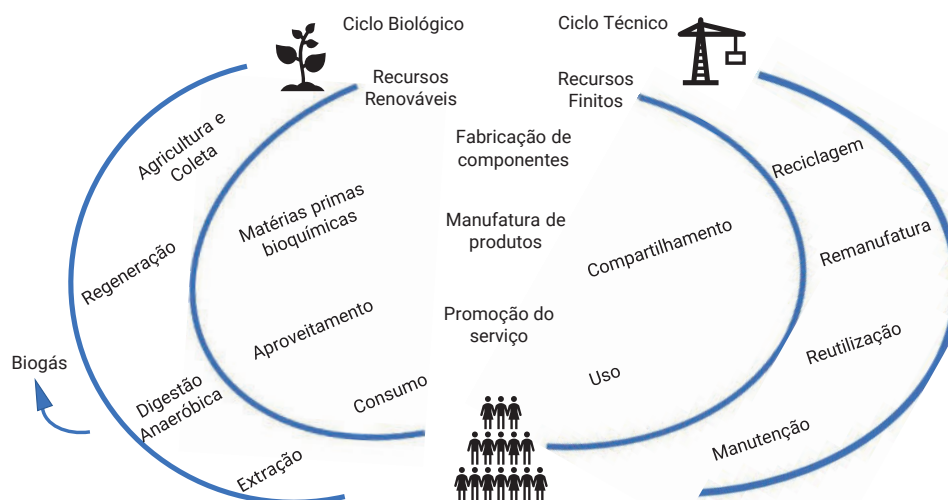 Ciclo Biológico
Ciclo Técnico
Recursos
Renováveis
Recursos
Finitos
Agricultura e
Coleta
Fabricação de
componentes
Reciclagem
Matérias primas
bioquímicas
Manufatura de
produtos
Compartilhamento
Remanufatura
Regeneração
Aproveitamento
Promoção do
serviço
Reutilização
Biogás
Digestão
Anaeróbica
Consumo
Uso
Extração
Manutenção